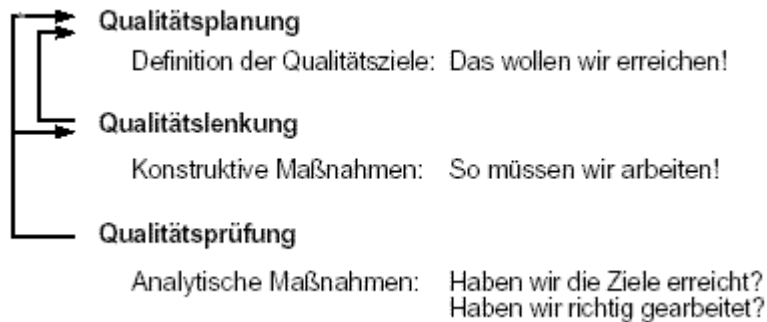 Qualitätsplanung
Definition der Qualitätsziele: Das wollen wir erreichen!
Qualitätslenkung
Konstruktive Maßnahmen: So müssen wir arbeiten!
Qualitätsprüfung
Analytische Maßnahmen: Haben wir die Ziele erreicht?
Haben wir richtig gearbeitet?